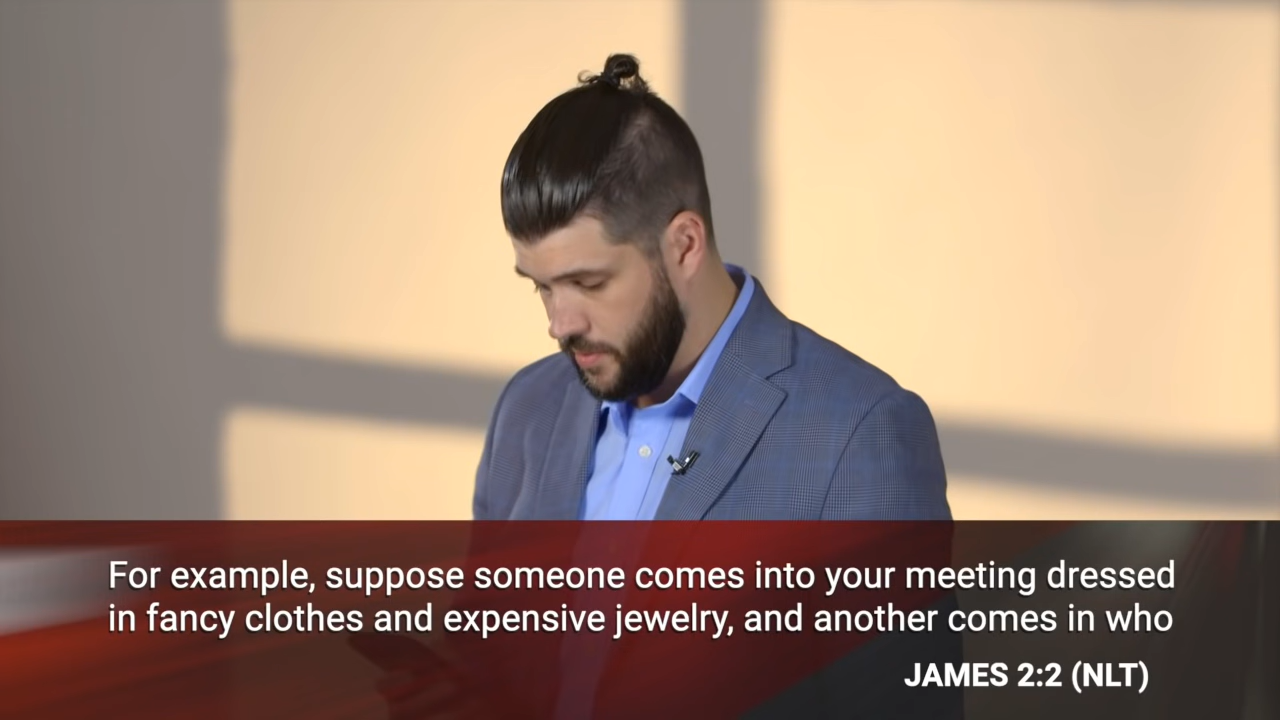 For example, suppose someone comes into your meeting dressed
in fancy clothes and expensive jewelry, and another comes in who
JAMES 2:2 (NLT)